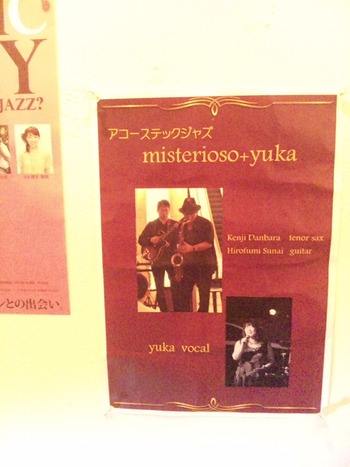 IC
Y
JAZZ?
ンとの出会い
アコーステックジャズ
misterioso+yuka
Kenji Danbara tenor sax
Hirofumi Sunai guitar
yuka vocal